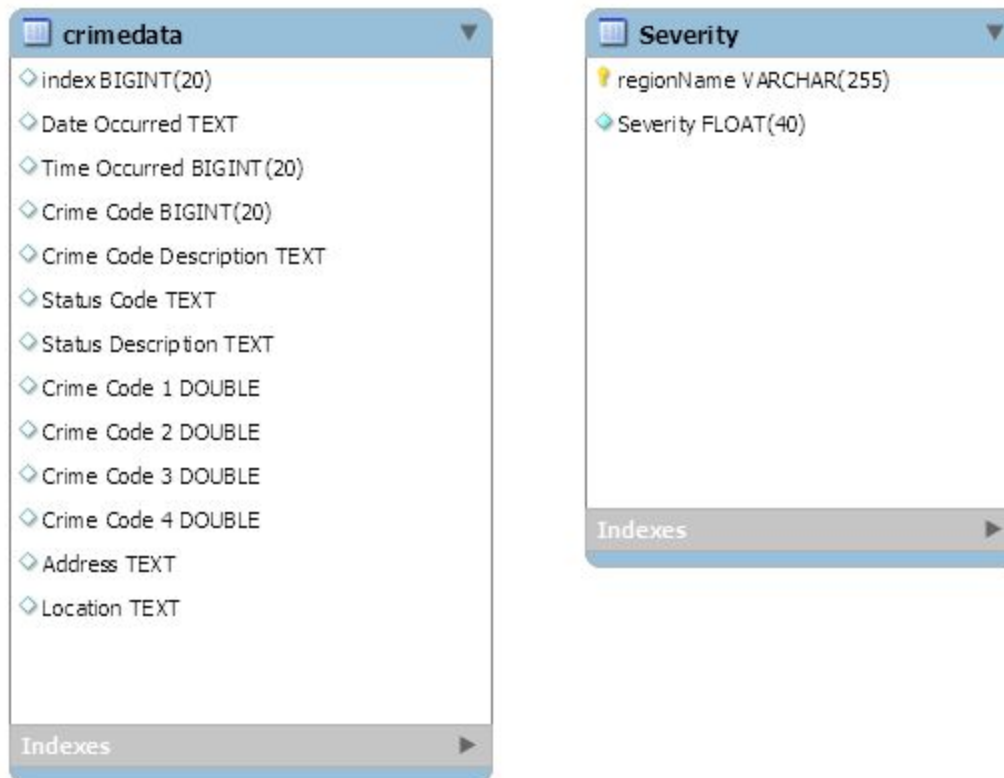 crimedata
index BIGINT(20)
Date Occurred TEXT
Time Occurred BIGINT(20)
Crime Code BIGINT(20)
Crime Code Description TEXT
Status Code TEXT
Status Description TEXT
Crime Code 1 DOUBLE
Crime Code 2 DOUBLE
Crime Code 3 DOUBLE
Crime Code 4 DOUBLE
Address TEXT
Location TEXT
Indexes
Severity
regionName VARCHAR(255)
Severity FLOAT(40)
Indexes